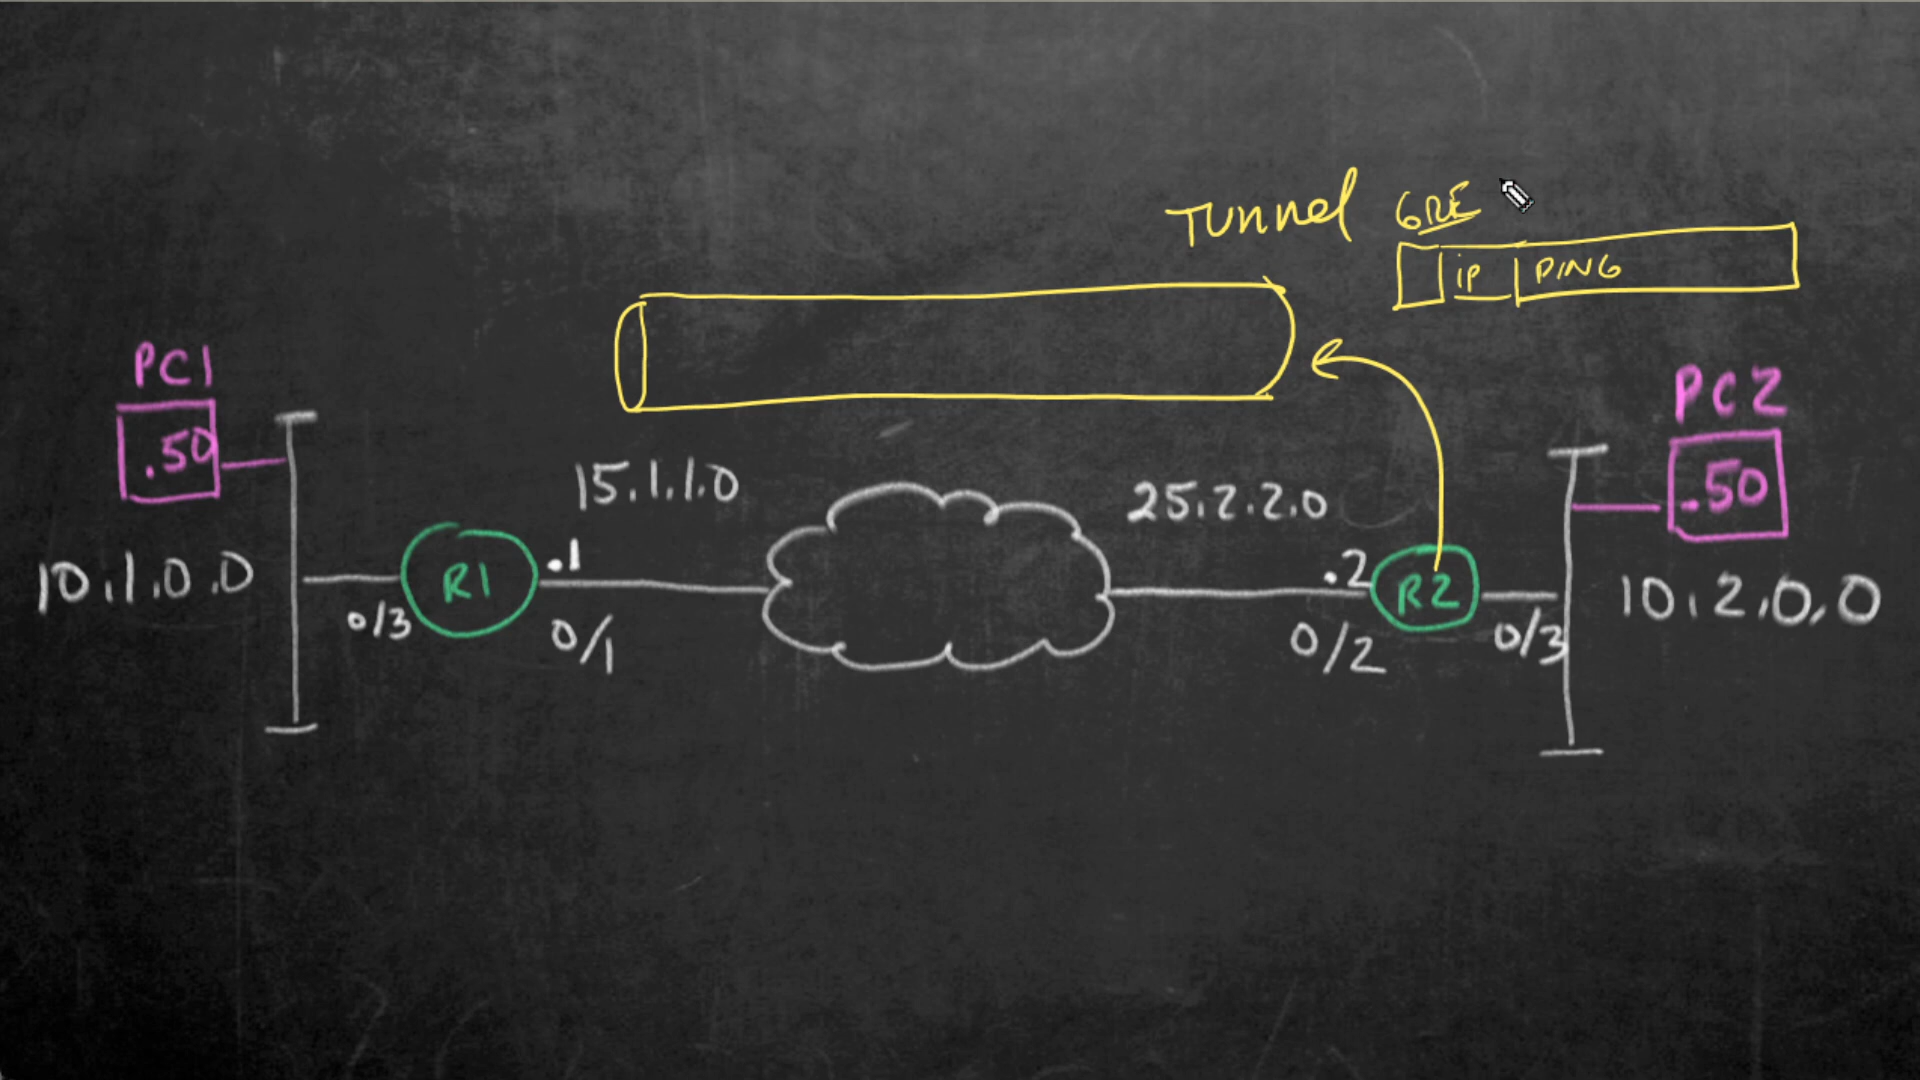 Tunnel GRE
IP PING
PC1
.50
PC2
.50
15.1.1.0
25.2.2.0
10.1.0.0
R1
.1
.2
R2
10.2.0.0
0/3
0/1
0/2
0/3